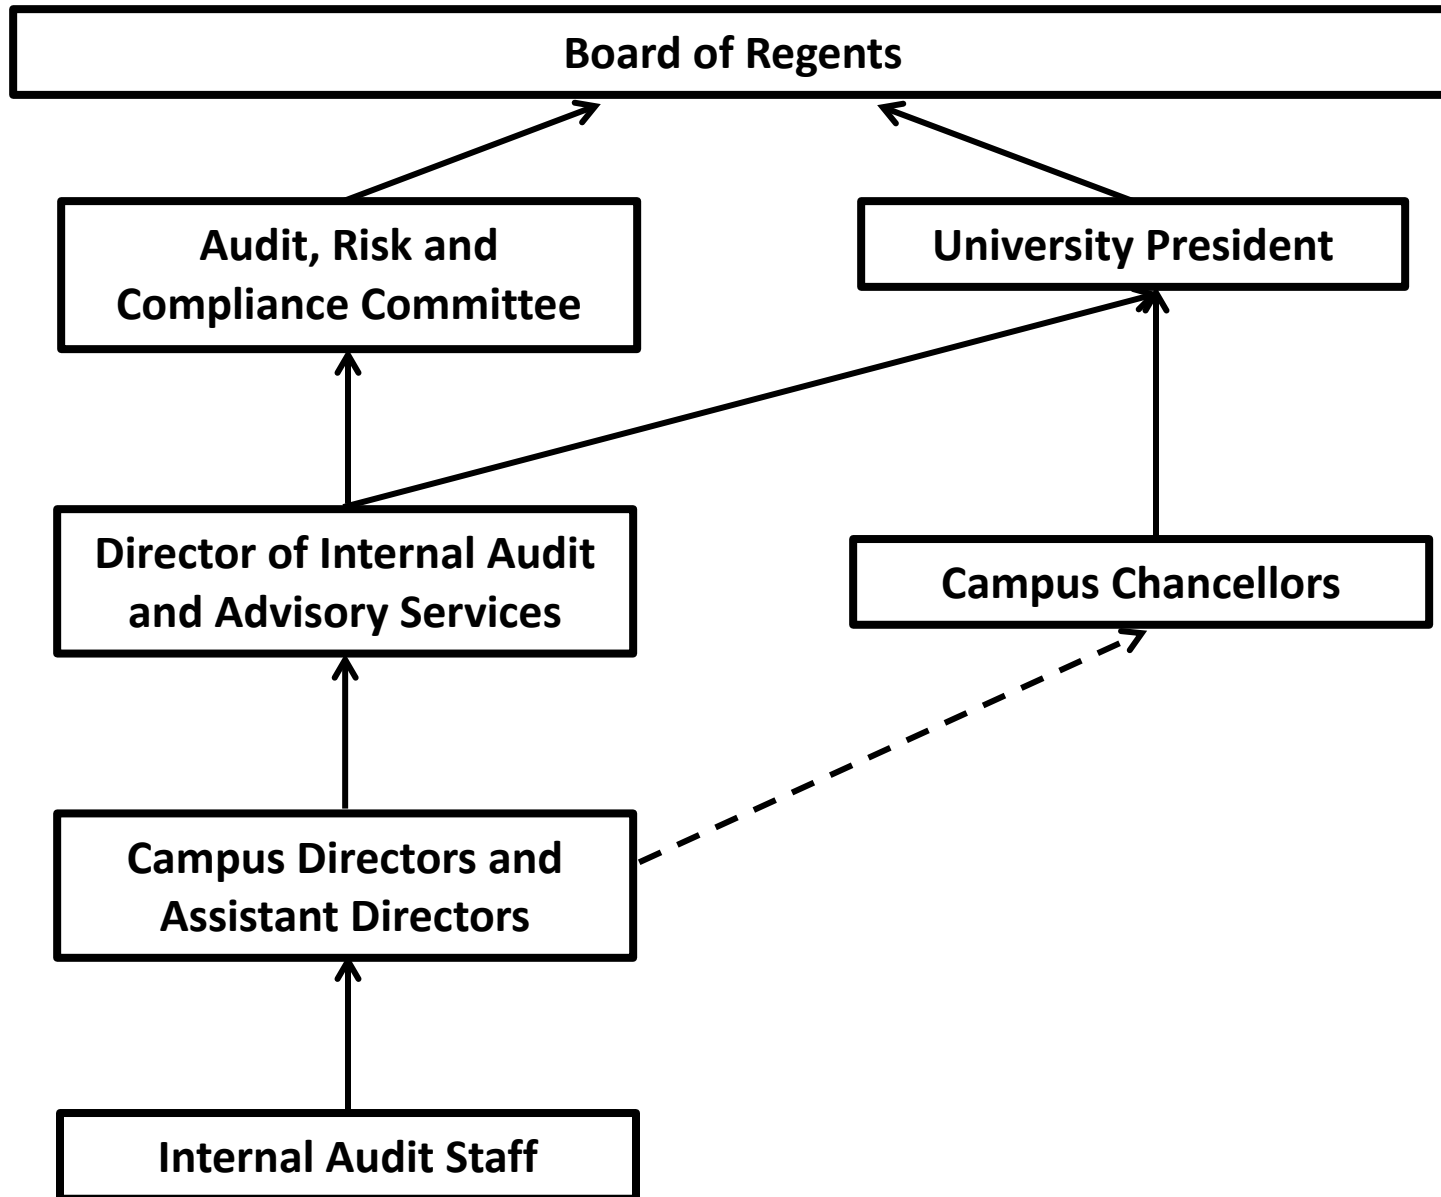 Board of Regents
Audit, Risk and
Compliance Committee
University President
Director of Internal Audit
and Advisory Services
Campus Chancellors
Campus Directors and
Assistant Directors
Internal Audit Staff